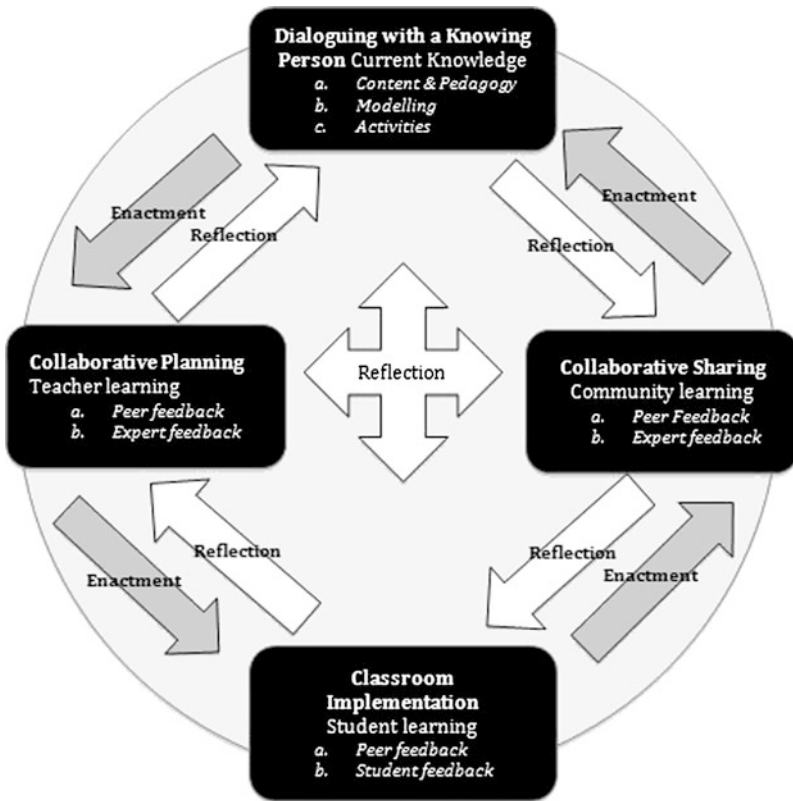 Dialoguing with a Knowing
Person Current Knowledge
a. Content & Pedagogy
b. Modelling
c. Activities
Enactment
Reflection
Enactment
Reflection
Collaborative Planning
Teacher learning
a. Peer feedback
b. Expert feedback
Reflection
Collaborative Sharing
Community learning
a. Peer Feedback
b. Expert feedback
Enactment
Reflection
Reflection
Enactment
Classroom
Implementation
Student learning
a. Peer feedback
b. Student feedback